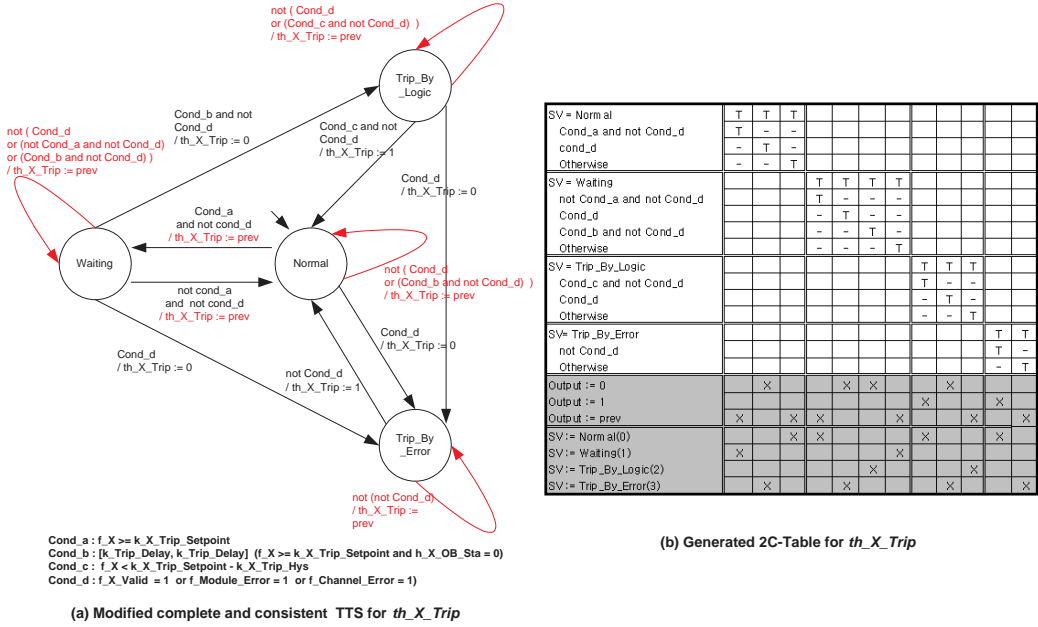 not ( Cond_d
or (Cond_c and not Cond_d) )
/ th_X_Trip := prev
Trip_By
_Logic
Cond_b and not
Cond_d
/ th_X_Trip := 0
Cond_c and not
Cond_d
/ th_X_Trip := 1
not ( Cond_d
or (not Cond_a and not Cond_d)
or (Cond_b and not Cond_d) )
/ th_X_Trip := prev
Cond_d
/ th_X_Trip := 0
Cond_a
and not cond_d
/ th_X_Trip := prev
Waiting
Normal
not ( Cond_d
or (Cond_b and not Cond_d) )
/ th_X_Trip := prev
not cond_a
and not cond_d
/ th_X_Trip := prev
Cond_d
/ th_X_Trip := 0
Cond_d
/ th_X_Trip := 0
not Cond_d
/ th_X_Trip := 1
Trip_By
_Error
not (not Cond_d)
/ th_X_Trip :=
prev
Cond_a : f_X >= k_X_Trip_Setpoint
Cond_b : [k_Trip_Delay, k_Trip_Delay] (f_X >= k_X_Trip_Setpoint and h_X_OB_Sta = 0)
Cond_c : f_X < k_X_Trip_Setpoint - k_X_Trip_Hys
Cond_d : f_X_Valid = 1 or f_Module_Error = 1 or f_Channel_Error = 1)
(a) Modified complete and consistent TTS for th_X_Trip
SV = Normal T T T
Cond_a and not Cond_d T - -
cond_d - T -
Otherwise - - T
SV = Waiting T T T T
not Cond_a and not Cond_d T - - -
Cond_d - T - -
Cond_b and not Cond_d - - T -
Otherwise - - - T
SV = Trip_By_Logic T T T
Cond_c and not Cond_d T - -
Cond_d - T -
Otherwise - - T
SV= Trip_By_Error T T
not Cond_d T -
Otherwise - T
Output := 0 X X X X
Output := 1 X X
Output := prev X X X X X X
SV := Normal(0) X X X X
SV := Waiting(1) X X
SV := Trip_By_Logic(2) X X
SV := Trip_By_Error(3) X X X X
(b) Generated 2C-Table for th_X_Trip